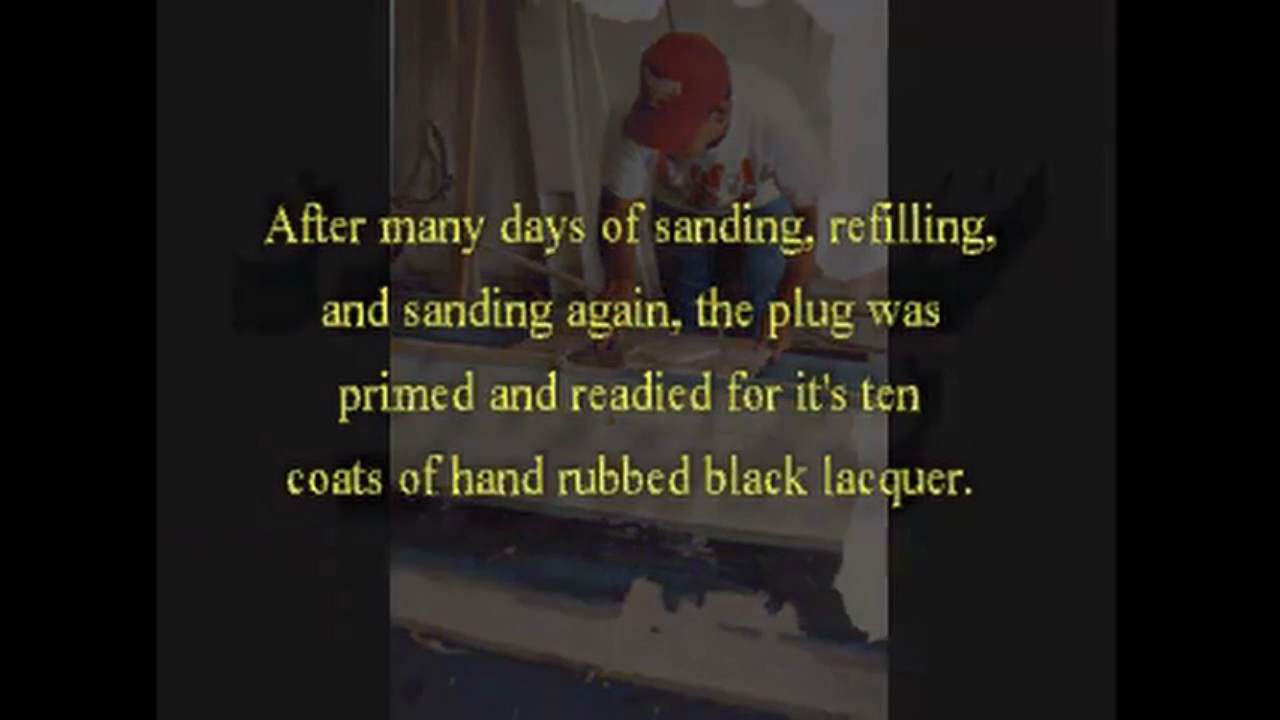 After many days of sanding, refilling,
and sanding again, the plug was
primed and readied for it's ten
coats of hand rubbed black lacquer.